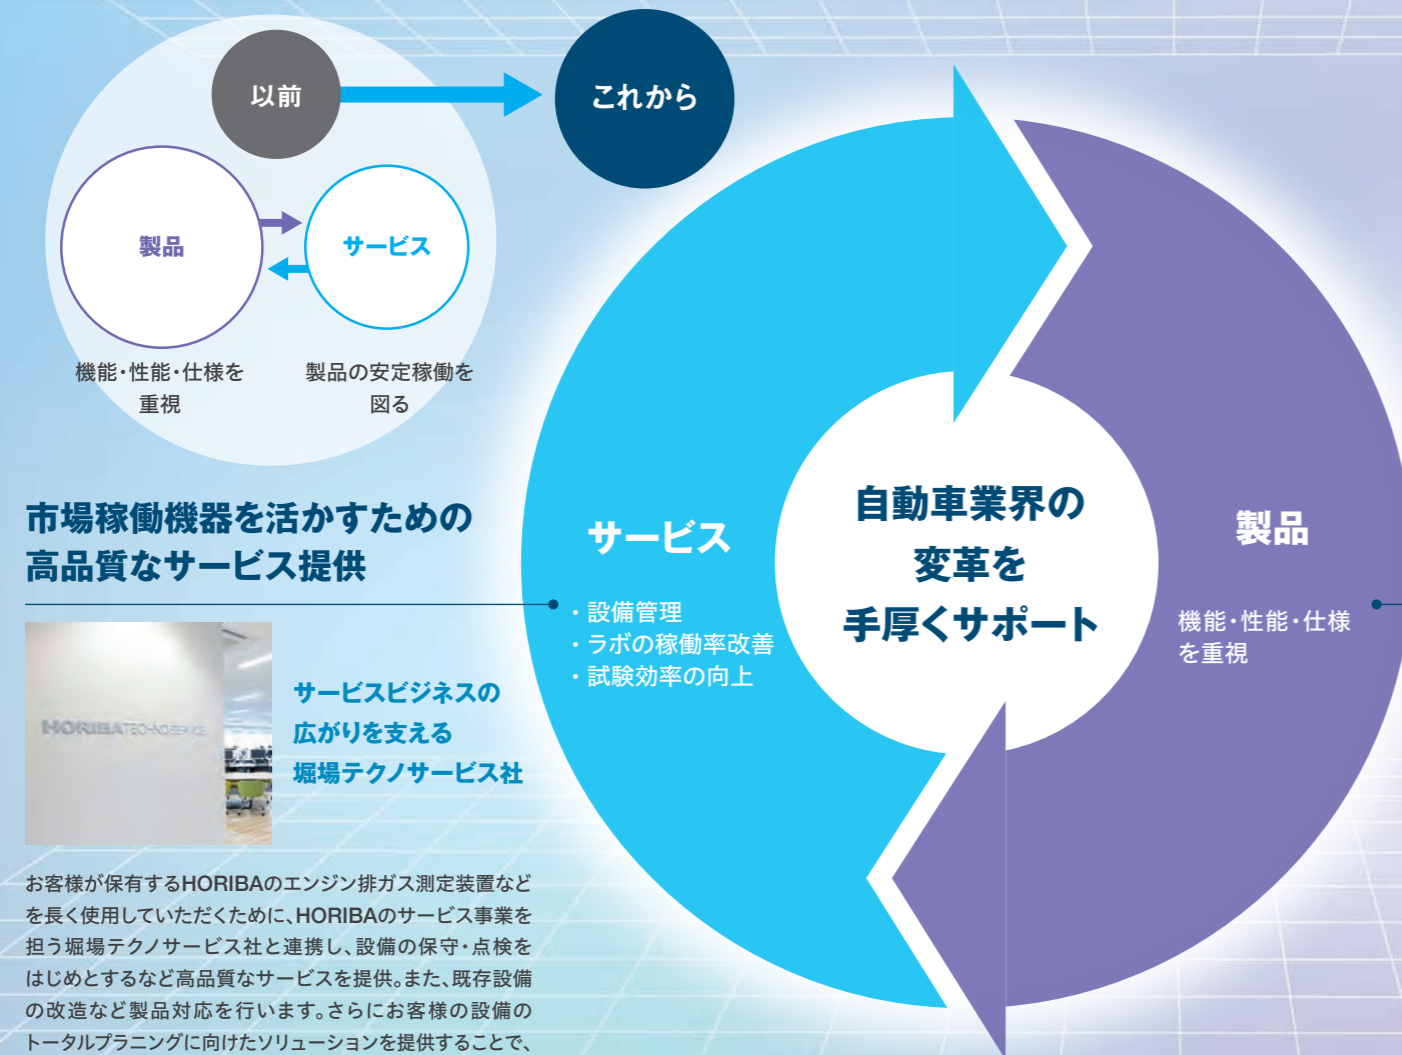 以前
これから
製品
サービス
機能・性能・仕様を
重視
製品の安定稼働を
図る
市場稼働機器を活かすための
高品質なサービス提供
HORIBATECHNOSERVICE
サービスビジネスの
広がりを支える
堀場テクノサービス社
お客様が保有するHORIBAのエンジン排ガス測定装置など
を長く使用していただくために、HORIBAのサービス事業を
担う堀場テクノサービス社と連携し、設備の保守・点検を
はじめとするなど高品質なサービスを提供。また、既存設備
の改造など製品対応を行います。さらにお客様の設備の
トータルプラニングに向けたソリューションを提供することで、
サービス
・設備管理
・ラボの稼働率改善
・試験効率の向上
自動車業界の
変革を
手厚くサポート
製品
機能・性能・仕様
を重視